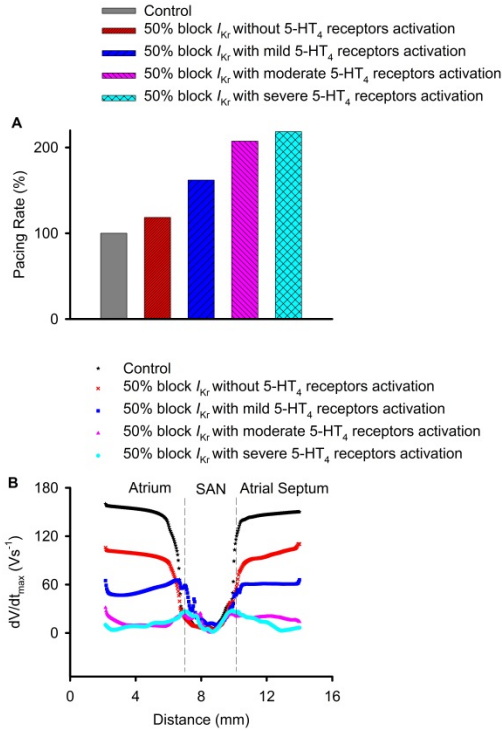 Control
50% block IKr without 5-HT4 receptors activation
50% block IKr with mild 5-HT4 receptors activation
50% block IKr with moderate 5-HT4 receptors activation
50% block IKr with severe 5-HT4 receptors activation
A
Pacing Rate (%)
200
100
0
Control
50% block IKr without 5-HT4 receptors activation
50% block IKr with mild 5-HT4 receptors activation
50% block IKr with moderate 5-HT4 receptors activation
50% block IKr with severe 5-HT4 receptors activation
B
Atrium SAN Atrial Septum
dV/dtmax (Vs-1)
180
120
60
0
0 4 8 12 16
Distance (mm)